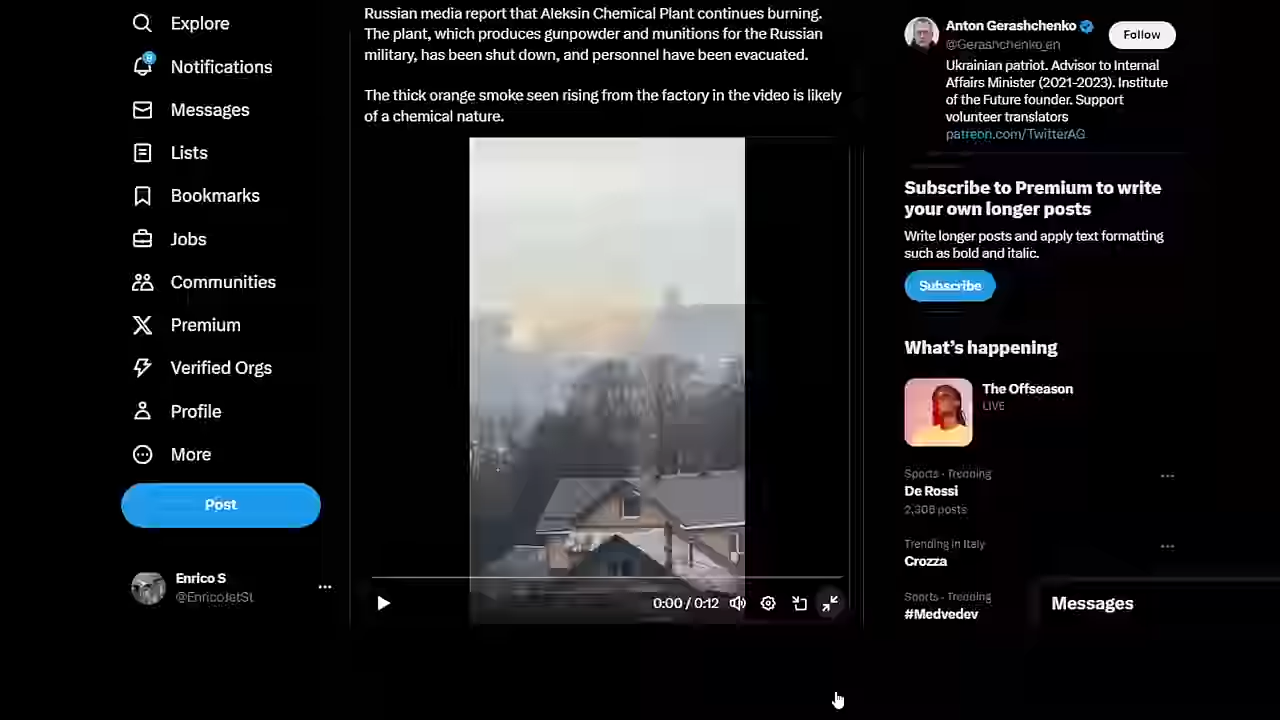 Explore
Notifications
8
Messages
Lists
Bookmarks
Jobs
Communities
Premium
Verified Orgs
Profile
More
Post
Enrico S
@EnricoJetSt
Russian media report that Aleksin Chemical Plant continues burning.
The plant, which produces gunpowder and munitions for the Russian
military, has been shut down, and personnel have been evacuated.
The thick orange smoke seen rising from the factory in the video is likely
of a chemical nature.
0:00 / 0:12
Anton Gerashchenko
@Gerashchenko_en
Follow
Ukrainian patriot. Advisor to Internal
Affairs Minister (2021-2023). Institute
of the Future founder. Support
volunteer translators
patreon.com/TwitterAG
Subscribe to Premium to write
your own longer posts
Write longer posts and apply text formatting
such as bold and italic.
Subscribe
What's happening
The Offseason
LIVE
Sports · Trending
De Rossi
2,306 posts
Trending in Italy
Crozza
Sports · Trending
#Medvedev
Messages